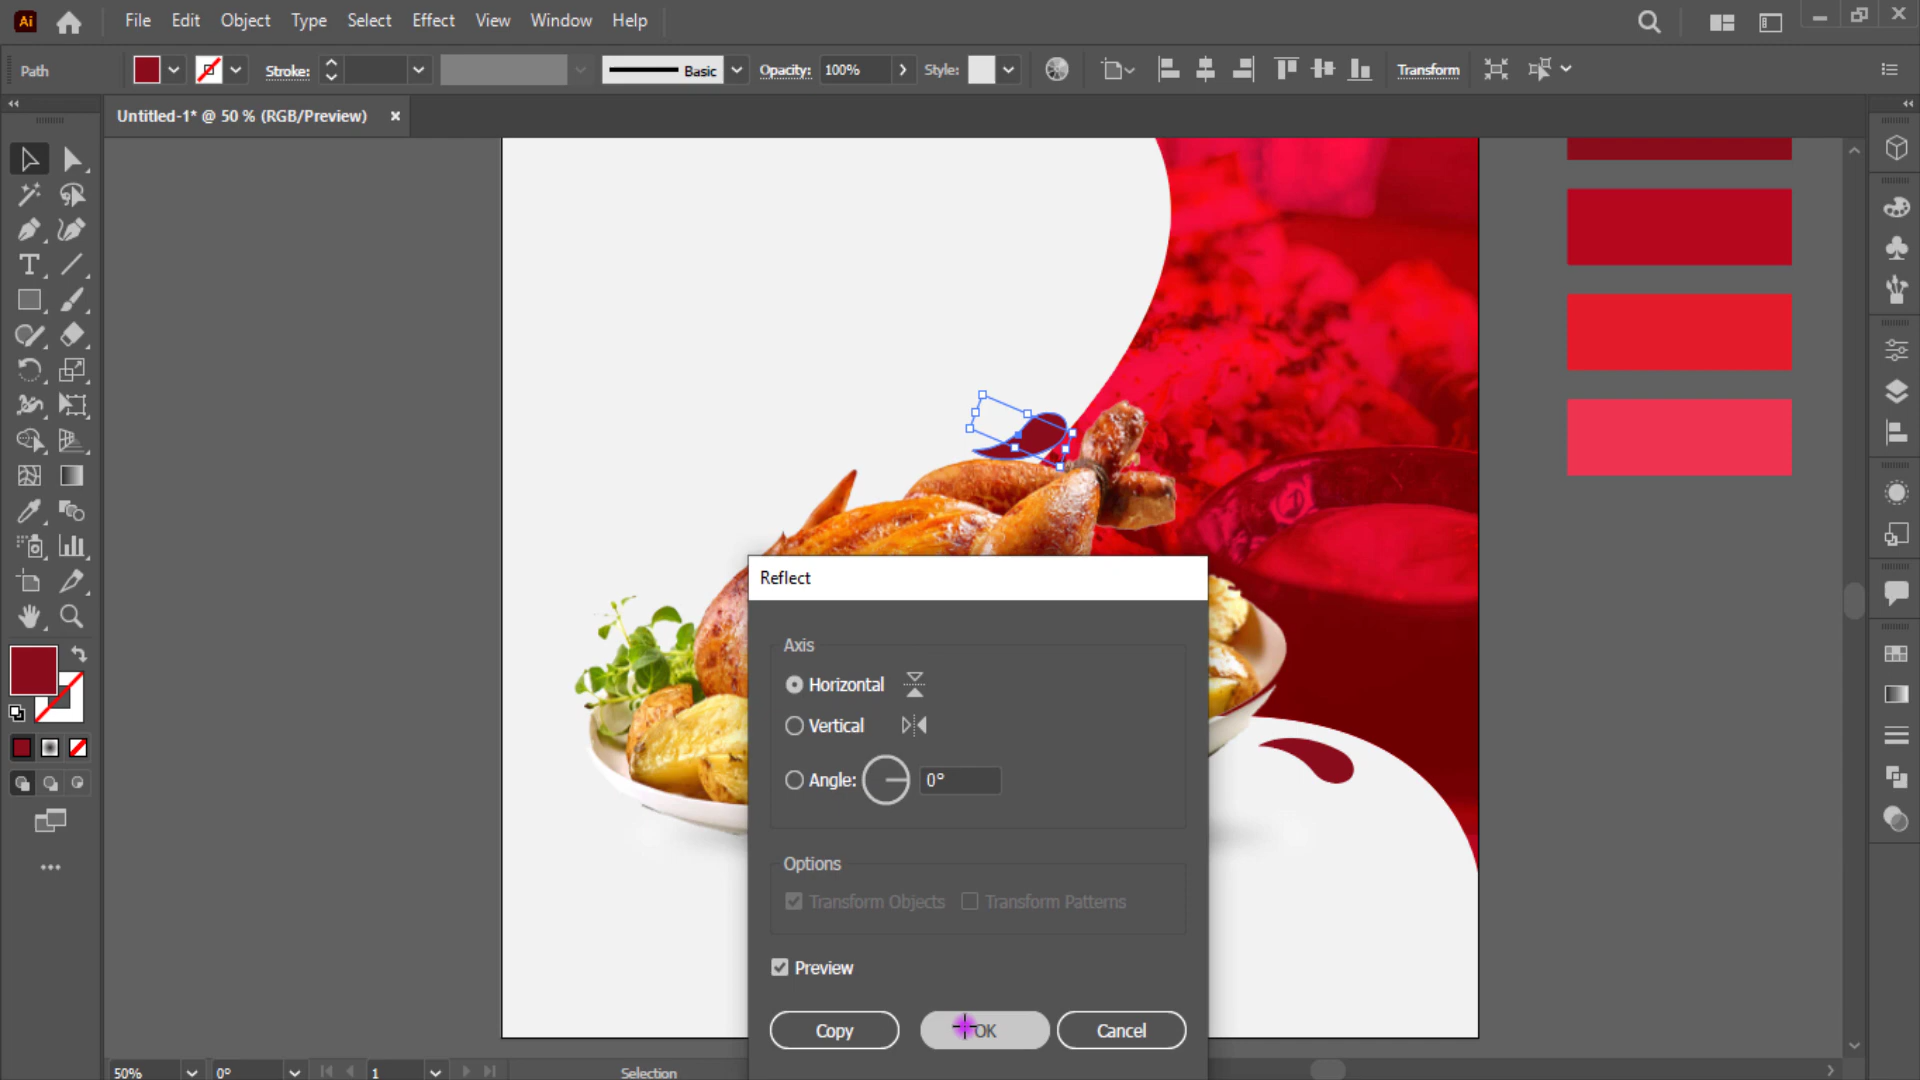 Ai File Edit Object Type Select Effect View Window Help
Path Stroke: Basic Opacity: 100% Style: Transform
Untitled-1* @ 50 % (RGB/Preview)
Reflect
Axis
Horizontal
Vertical
Angle: 0°
Options
Transform Objects Transform Patterns
Preview
Copy OK Cancel
50% 0° 1 Selection